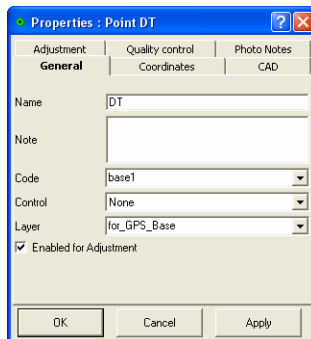 Properties : Point DT
Adjustment Quality control Photo Notes
General Coordinates CAD
Name DT
Note
Code base1
Control None
Layer for_GPS_Base
Enabled for Adjustment
OK Cancel Apply